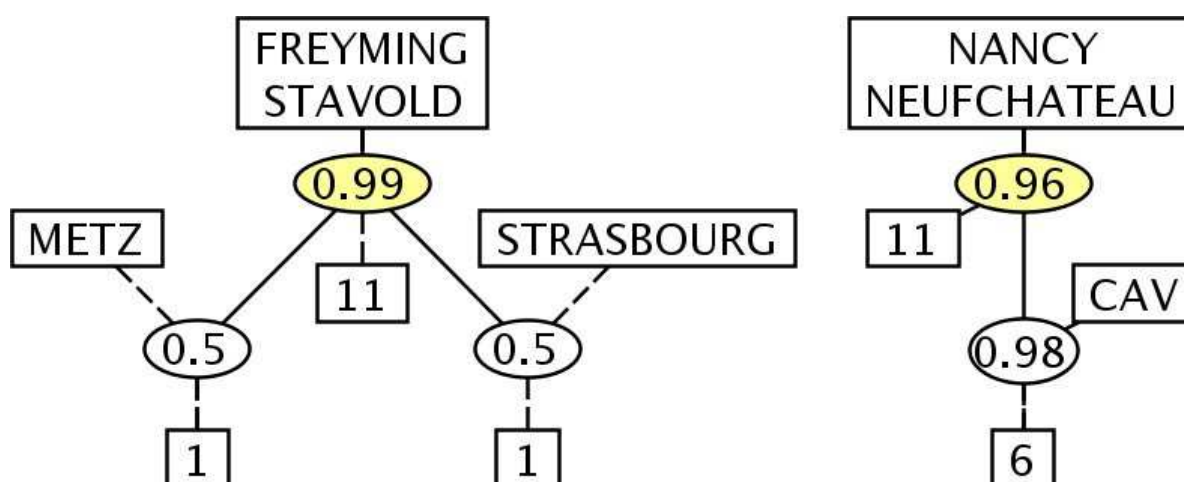 FREYMING
STAVOLD
NANCY
NEUFCHATEAU
0.99
0.96
METZ
STRASBOURG
11
11
CAV
0.5
0.5
0.98
1
1
6